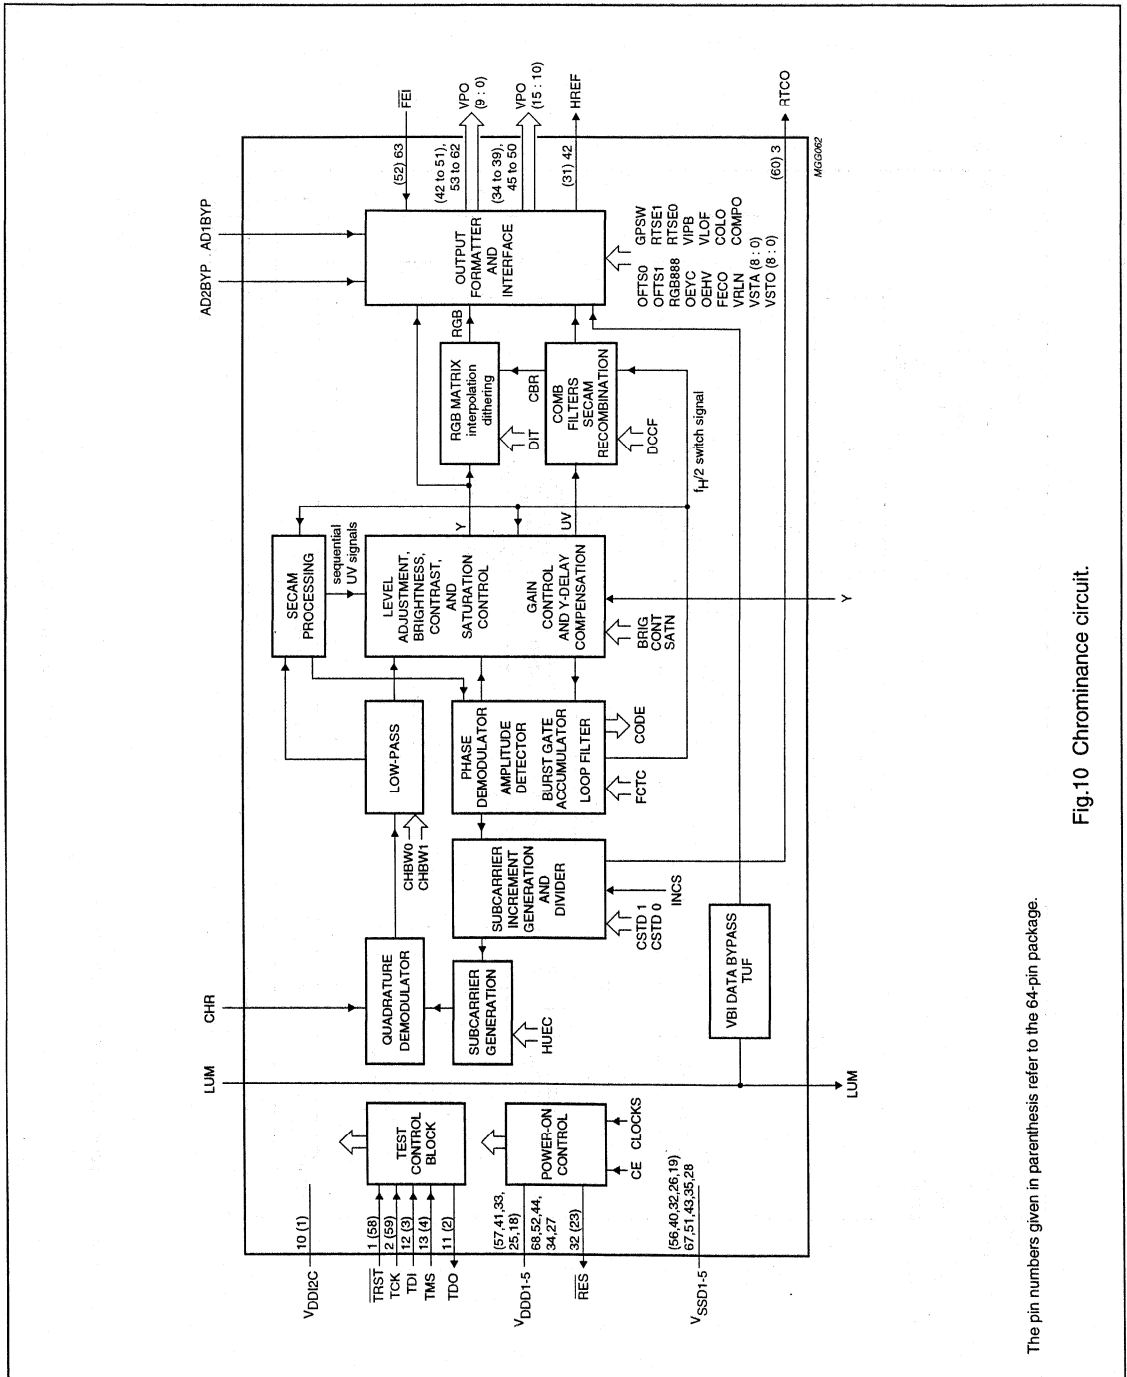 AD2BYP
AD1BYP
CHR
LUM
FEI
(52) 63
(42 to 51),
53 to 62
VPO
(9 : 0)
(34 to 39),
45 to 50
VPO
(15 : 10)
(31) 42
HREF
(60) 3
RTCO
MGG062
OUTPUT
FORMATTER
AND
INTERFACE
GPSW
RTSE1
RTSE0
VIPB
VLOF
COLO
COMPO
OFTS0
OFTS1
RGB888
OEYC
OEHV
FECO
VRLN
VSTA (8 : 0)
VSTO (8 : 0)
RGB
RGB MATRIX
interpolation
dithering
DIT
CBR
COMB
FILTERS
SECAM
RECOMBINATION
DCCF
fH/2 switch signal
SECAM
PROCESSING
sequential
UV signals
LEVEL
ADJUSTMENT,
BRIGHTNESS,
CONTRAST,
AND
SATURATION
CONTROL
GAIN
CONTROL
AND Y-DELAY
COMPENSATION
Y
UV
BRIG
CONT
SATN
Y
LOW-PASS
CHBW0
CHBW1
PHASE
DEMODULATOR
AMPLITUDE
DETECTOR
BURST GATE
ACCUMULATOR
LOOP FILTER
FCTC
CODE
SUBCARRIER
INCREMENT
GENERATION
AND
DIVIDER
CSTD 1
CSTD 0
INCS
QUADRATURE
DEMODULATOR
SUBCARRIER
GENERATION
HUEC
VBI DATA BYPASS
TUF
LUM
TEST
CONTROL
BLOCK
POWER-ON
CONTROL
CE
CLOCKS
VDDI2C
10 (1)
TRST
1 (58)
TCK
2 (59)
TDI
12 (3)
TMS
13 (4)
TDO
11 (2)
VDDD1-5
(57,41,33,
25,18)
68,52,44,
34,27
RES
32 (23)
VSSD1-5
(56,40,32,26,19)
67,51,43,35,28
The pin numbers given in parenthesis refer to the 64-pin package.
Fig.10 Chrominance circuit.